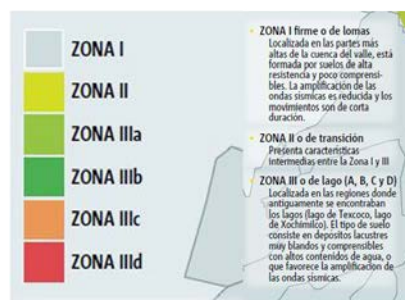 ZONA I
ZONA II
ZONA IIIa
ZONA IIIb
ZONA IIIc
ZONA IIId
ZONA I firme o de lomas
Localizada en las partes más
altas de la cuenca del valle, está
formada por suelos de alta
resistencia y poco comprensi-
bles. La amplificación de las
ondas sísmicas es reducida y los
movimientos son de corta
duración.
ZONA II o de transición
Presenta características
intermedias entre la Zona I y III
ZONA III o de lago (A, B, C y D)
Localizada en las regiones donde
antiguamente se encontraban
los lagos (lago de Texcoco, lago
de Xochimilco). El tipo de suelo
consiste en depósitos lacustres
muy blandos y comprensibles
con altos contenidos de agua, o
que favorece la amplificación de
las ondas sísmicas.